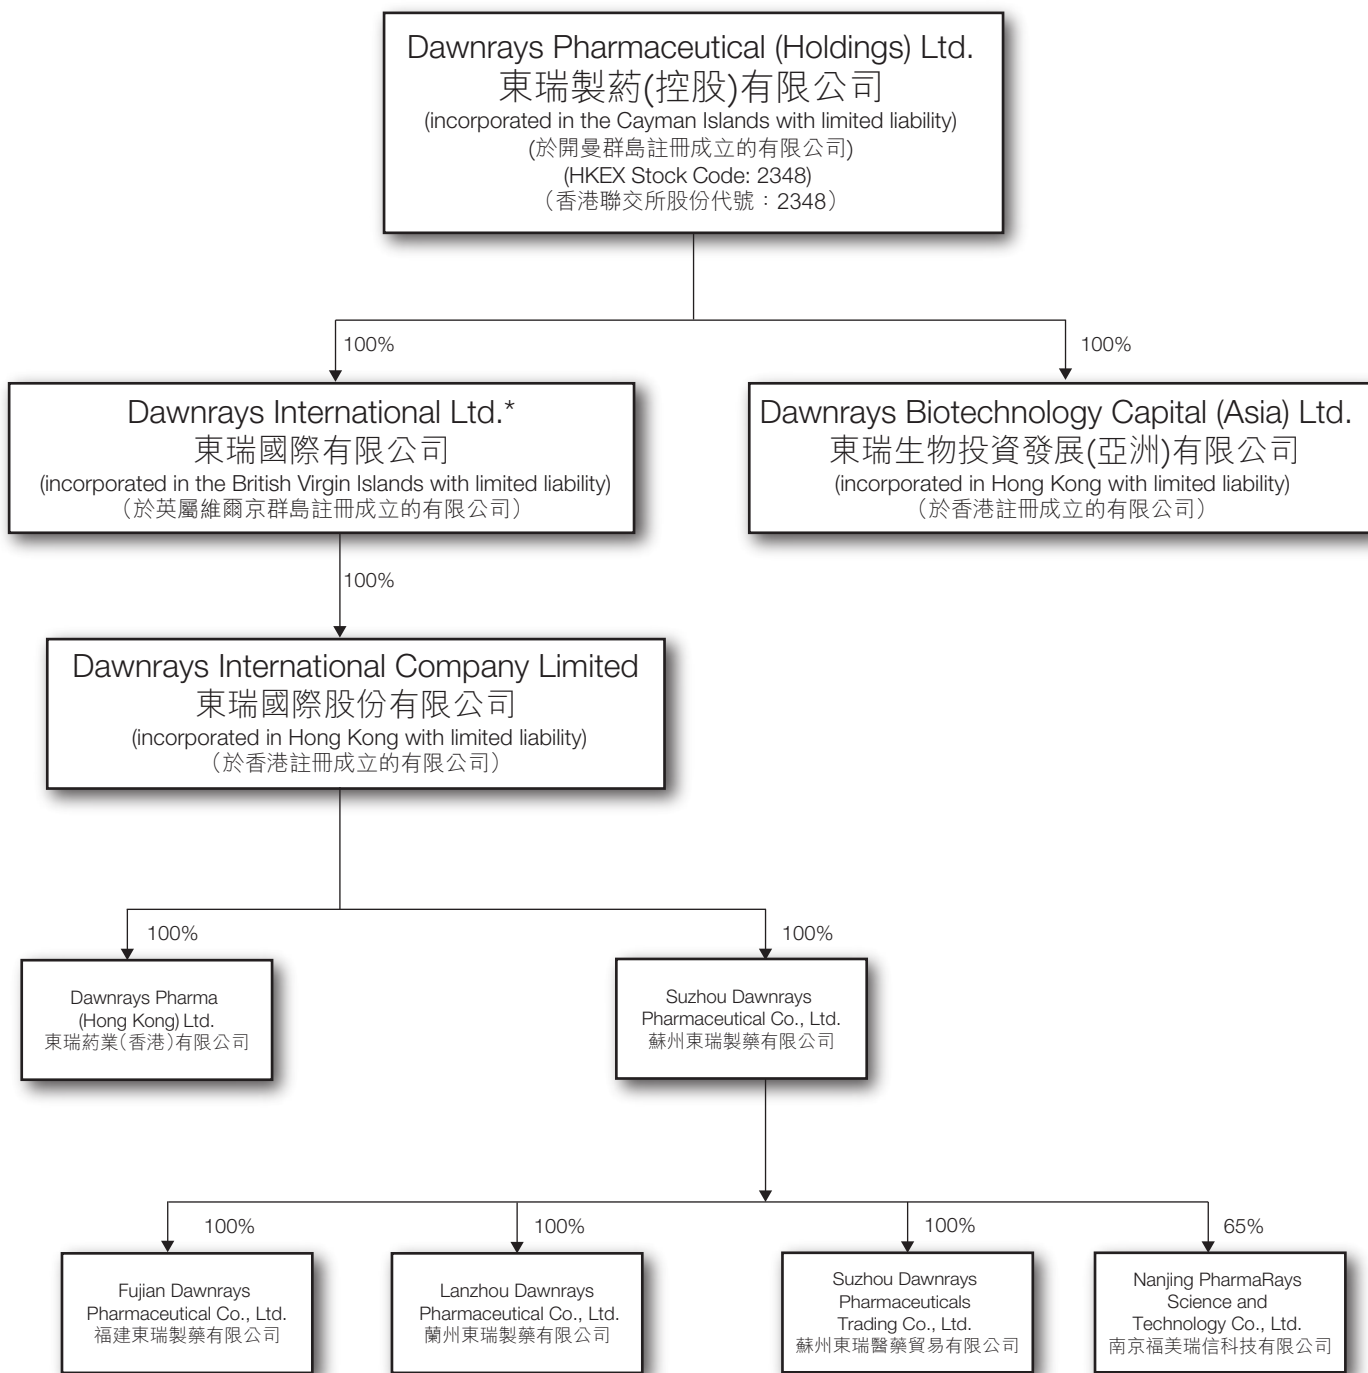 Dawnrays Pharmaceutical (Holdings) Ltd.
東瑞製葯(控股)有限公司
(incorporated in the Cayman Islands with limited liability)
(於開曼群島註冊成立的有限公司)
(HKEX Stock Code: 2348)
（香港聯交所股份代號：2348）
100%
100%
Dawnrays International Ltd.*
東瑞國際有限公司
(incorporated in the British Virgin Islands with limited liability)
（於英屬維爾京群島註冊成立的有限公司）
Dawnrays Biotechnology Capital (Asia) Ltd.
東瑞生物投資發展(亞洲)有限公司
(incorporated in Hong Kong with limited liability)
（於香港註冊成立的有限公司）
100%
Dawnrays International Company Limited
東瑞國際股份有限公司
(incorporated in Hong Kong with limited liability)
（於香港註冊成立的有限公司）
100%
100%
Dawnrays Pharma
(Hong Kong) Ltd.
東瑞葯業（香港）有限公司
Suzhou Dawnrays
Pharmaceutical Co., Ltd.
蘇州東瑞製藥有限公司
100%
100%
100%
65%
Fujian Dawnrays
Pharmaceutical Co., Ltd.
福建東瑞製藥有限公司
Lanzhou Dawnrays
Pharmaceutical Co., Ltd.
蘭州東瑞製藥有限公司
Suzhou Dawnrays
Pharmaceuticals
Trading Co., Ltd.
蘇州東瑞醫藥貿易有限公司
Nanjing PharmaRays
Science and
Technology Co., Ltd.
南京福美瑞信科技有限公司